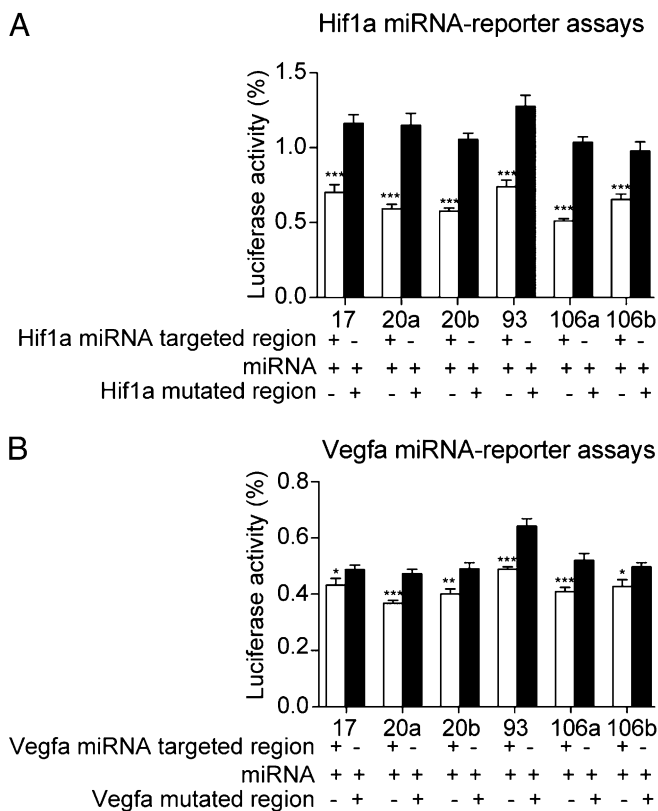 A
Hif1a miRNA-reporter assays
Luciferase activity (%)
1.5
1.0
0.5
0.0
*** *** *** *** *** ***
17 20a 20b 93 106a 106b
Hif1a miRNA targeted region + - + - + - + - + - + -
miRNA + + + + + + + + + + + +
Hif1a mutated region - + - + - + - + - + - +
B
Vegfa miRNA-reporter assays
Luciferase activity (%)
0.8
0.6
0.4
0.2
0.0
* *** ** *** *** *
17 20a 20b 93 106a 106b
Vegfa miRNA targeted region + - + - + - + - + - + -
miRNA + + + + + + + + + + + +
Vegfa mutated region - + - + - + - + - + - +